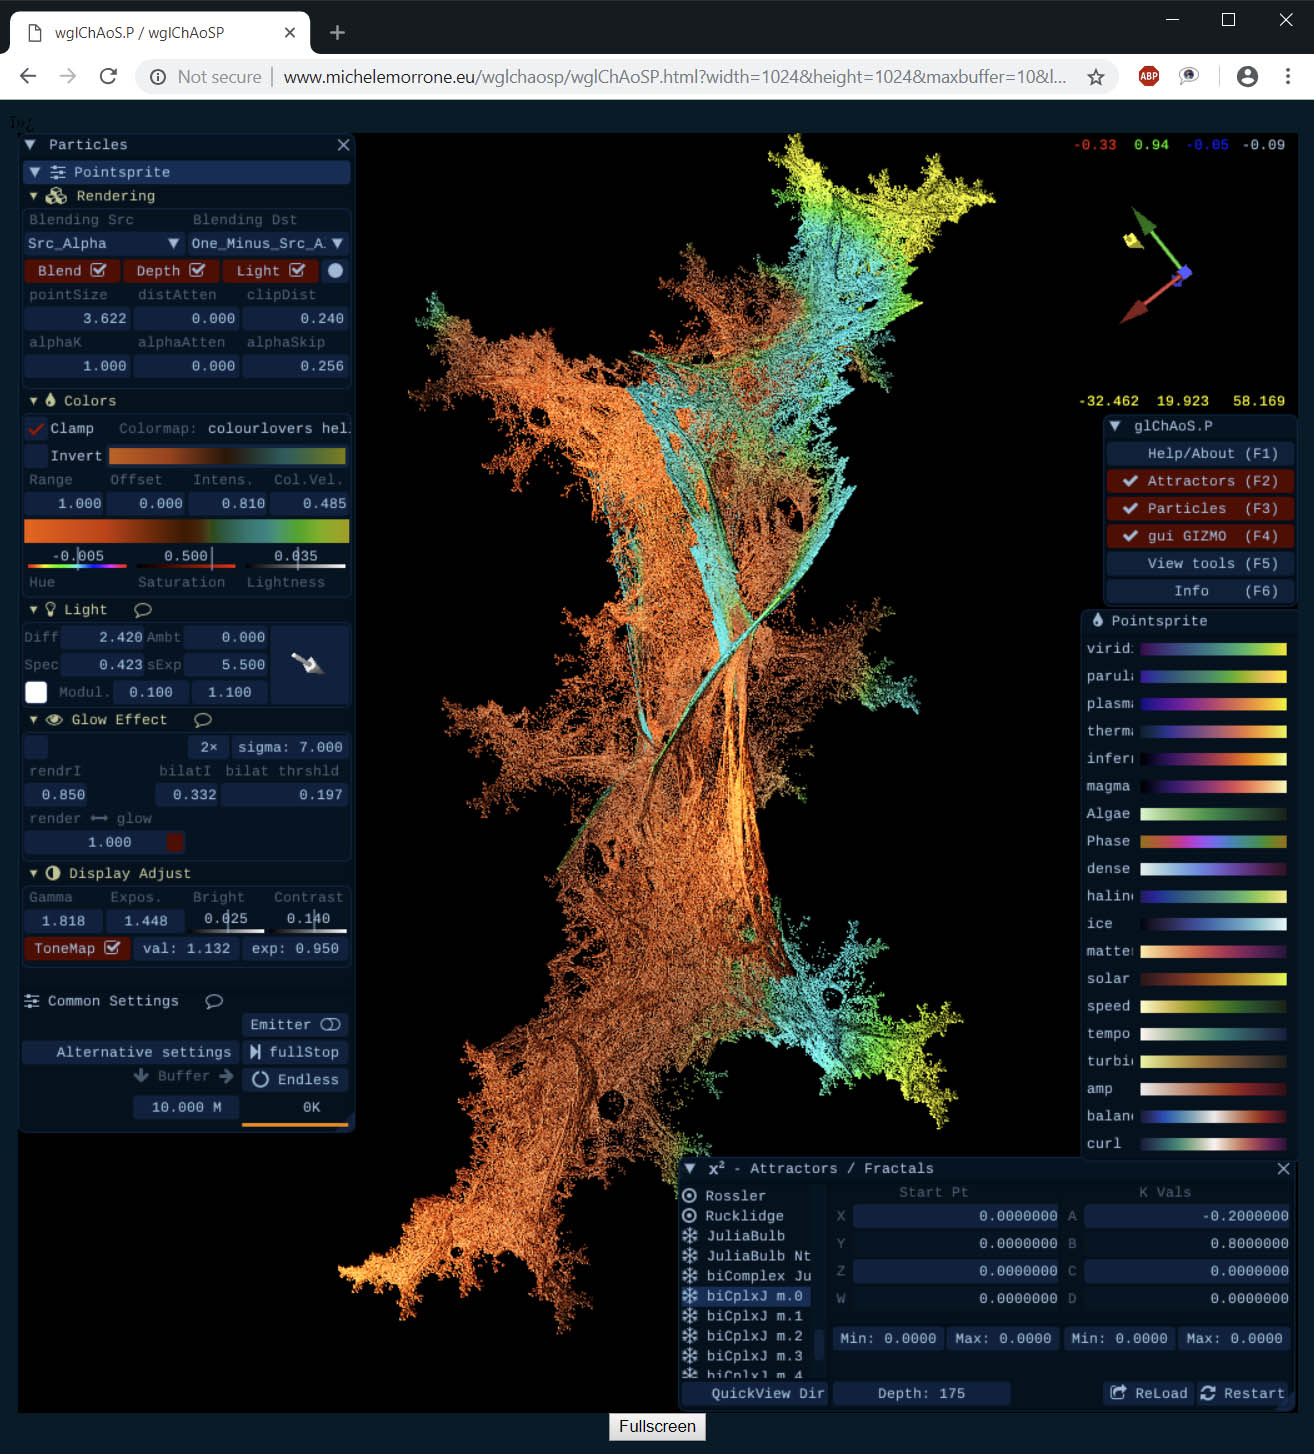 wglChAoS.P / wglChAoSP
Not secure | www.michelemorrone.eu/wglchaosp/wglChAoSP.html?width=1024&height=1024&maxbuffer=10&l...
ABP
Particles
Pointsprite
Rendering
Blending Src Blending Dst
Src_Alpha One_Minus_Src_A
Blend Depth Light
pointSize distAtten clipDist
3.622 0.000 0.240
alphaK alphaAtten alphaSkip
1.000 0.000 0.256
Colors
Clamp Colormap: colourlovers hel
Invert
Range Offset Intens. Col.Vel.
1.000 0.000 0.810 0.485
-0.005 0.500 0.035
Hue Saturation Lightness
Light
Diff 2.420 Ambt 0.000
Spec 0.423 sExp 5.500
Modul. 0.100 1.100
Glow Effect
2× sigma: 7.000
rendrI bilatI bilat thrshld
0.850 0.332 0.197
render ↔ glow
1.000
Display Adjust
Gamma Expos. Bright Contrast
1.818 1.448 0.025 0.140
ToneMap val: 1.132 exp: 0.950
Common Settings
Emitter
Alternative settings fullStop
Buffer Endless
10.000 M 0K
-0.33 0.94 -0.05 -0.09
-32.462 19.923 58.169
glChAoS.P
Help/About (F1)
Attractors (F2)
Particles (F3)
gui GIZMO (F4)
View tools (F5)
Info (F6)
Pointsprite
virid
parula
plasma
therma
infern
magma
Algae
Phase
dense
haline
ice
matter
solar
speed
tempo
turbid
amp
balanc
curl
x² - Attractors / Fractals
Rossler
Rucklidge
JuliaBulb
JuliaBulb Nt
biComplex Ju
biCplxJ m.0
biCplxJ m.1
biCplxJ m.2
biCplxJ m.3
biCplxJ m.4
QuickView Dir
Start Pt K Vals
X 0.0000000 A -0.2000000
Y 0.0000000 B 0.8000000
Z 0.0000000 C 0.0000000
W 0.0000000 D 0.0000000
Min: 0.0000 Max: 0.0000 Min: 0.0000 Max: 0.0000
Depth: 175 ReLoad Restart
Fullscreen